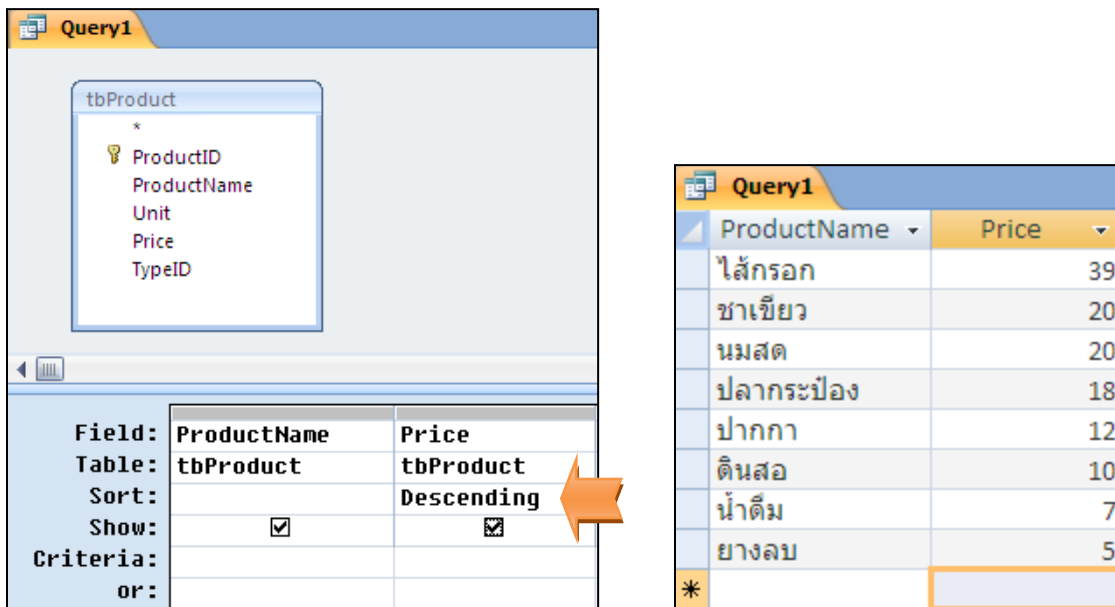 Query1
tbProduct
*
ProductID
ProductName
Unit
Price
TypeID
Field: ProductName Price
Table: tbProduct tbProduct
Sort: Descending
Show:
Criteria:
or:
Query1
ProductName Price
ไส้กรอก 39
ชาเขียว 20
นมสด 20
ปลากระป๋อง 18
ปากกา 12
ดินสอ 10
น้ำดื่ม 7
ยางลบ 5